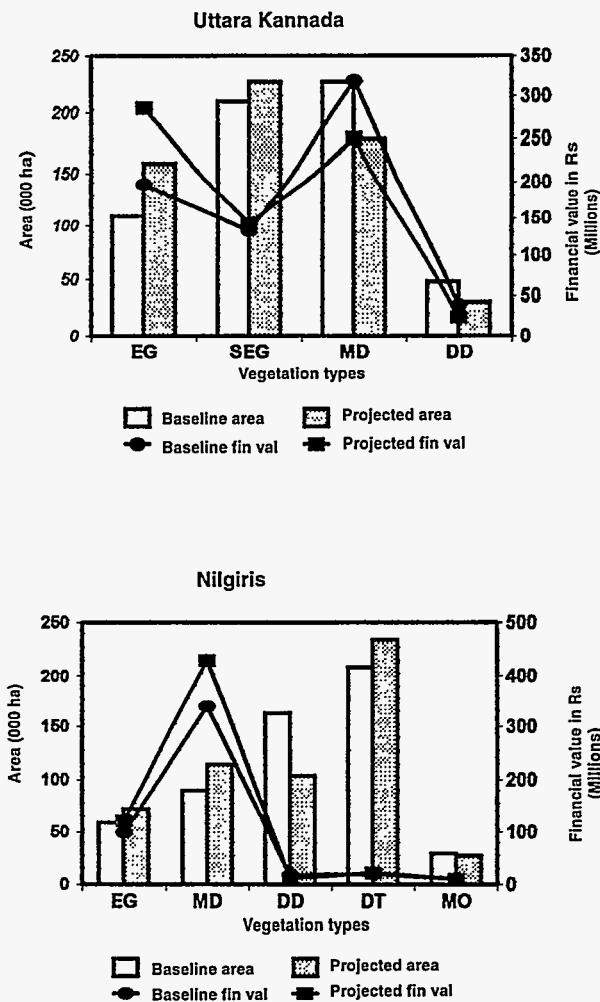 Uttara Kannada
250
200
150
100
50
0
Area (000 ha)
350
300
250
200
150
100
50
0
Financial value in Rs
(Millions)
EG SEG MD DD
Vegetation types
Baseline area Projected area
Baseline fin val Projected fin val
Nilgiris
250
200
150
100
50
0
Area (000 ha)
500
400
300
200
100
0
Financial value in Rs
(Millions)
EG MD DD DT MO
Vegetation types
Baseline area Projected area
Baseline fin val Projected fin val